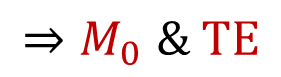 ⇒ M₀ & TE